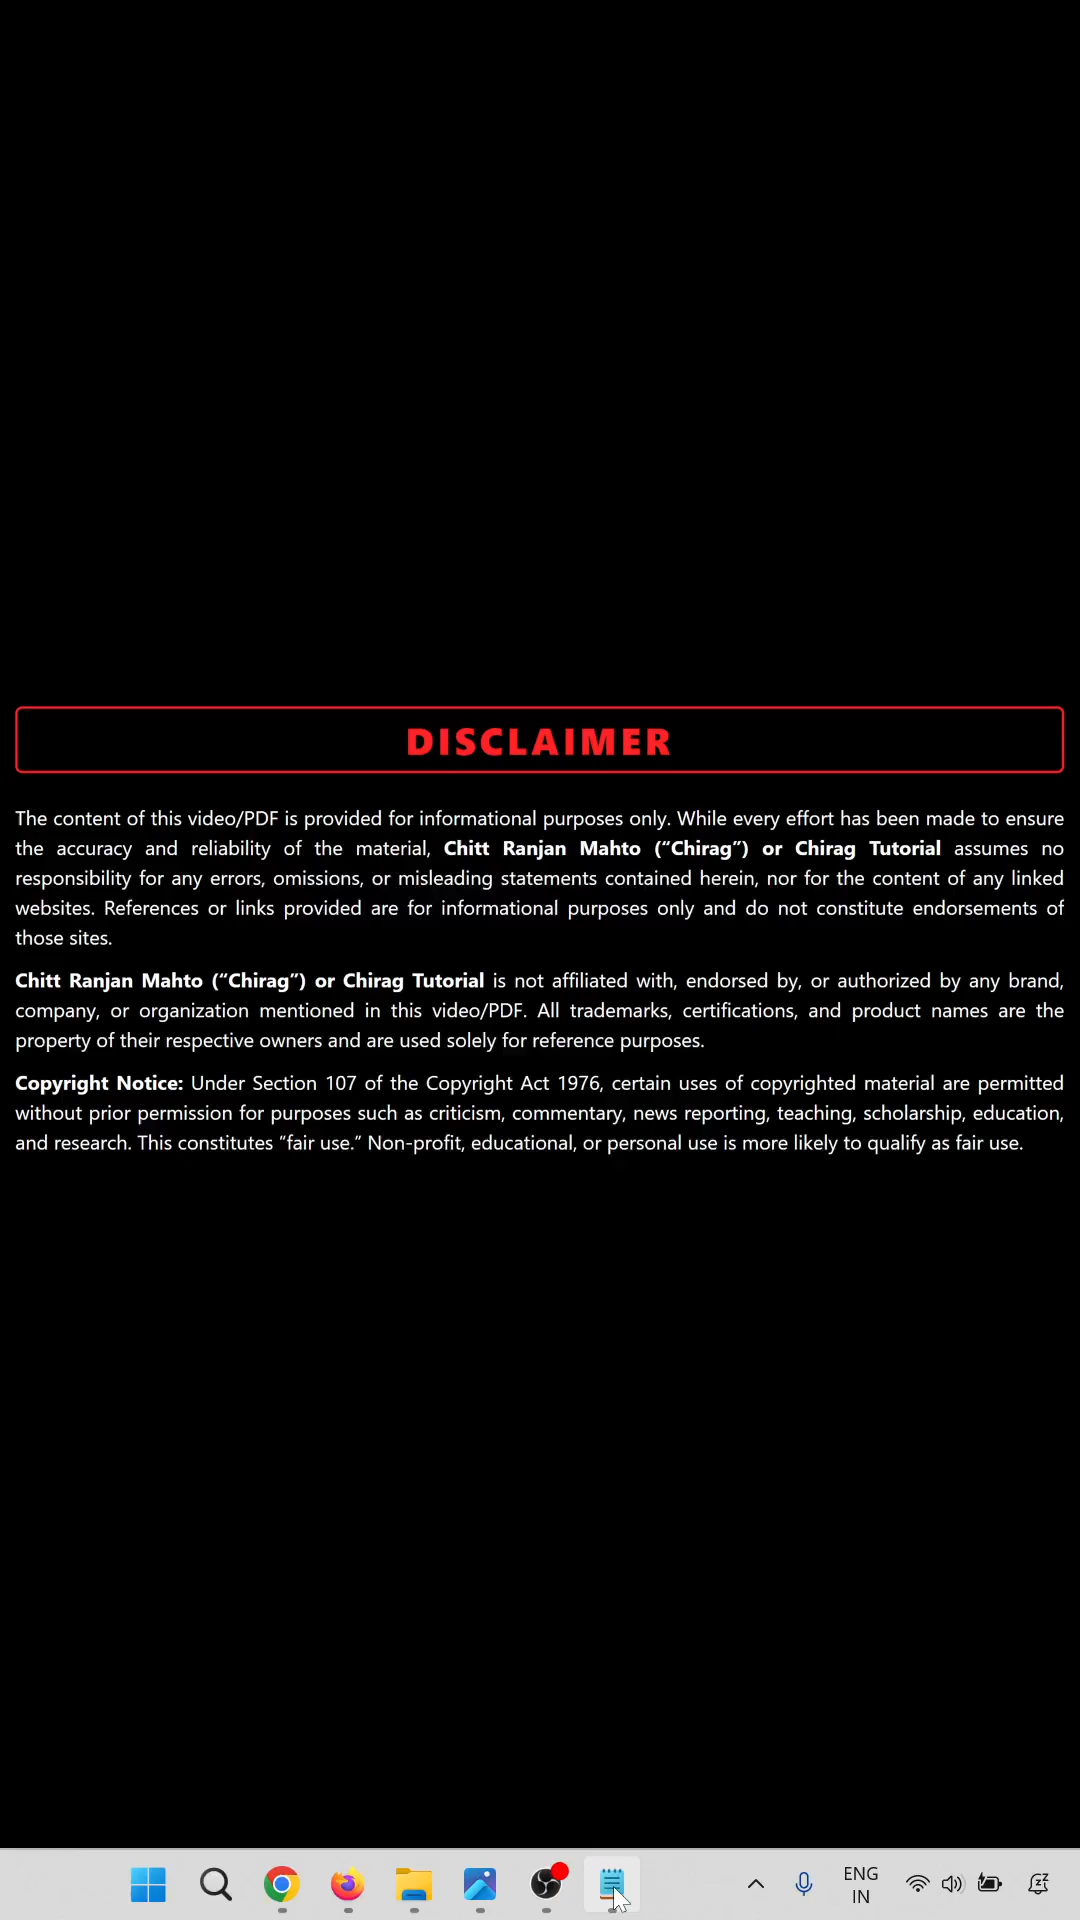 DISCLAIMER
The content of this video/PDF is provided for informational purposes only. While every effort has been made to ensure
the accuracy and reliability of the material, Chitt Ranjan Mahto (“Chirag”) or Chirag Tutorial assumes no
responsibility for any errors, omissions, or misleading statements contained herein, nor for the content of any linked
websites. References or links provided are for informational purposes only and do not constitute endorsements of
those sites.
Chitt Ranjan Mahto (“Chirag”) or Chirag Tutorial is not affiliated with, endorsed by, or authorized by any brand,
company, or organization mentioned in this video/PDF. All trademarks, certifications, and product names are the
property of their respective owners and are used solely for reference purposes.
Copyright Notice: Under Section 107 of the Copyright Act 1976, certain uses of copyrighted material are permitted
without prior permission for purposes such as criticism, commentary, news reporting, teaching, scholarship, education,
and research. This constitutes “fair use.” Non-profit, educational, or personal use is more likely to qualify as fair use.
ENG
IN